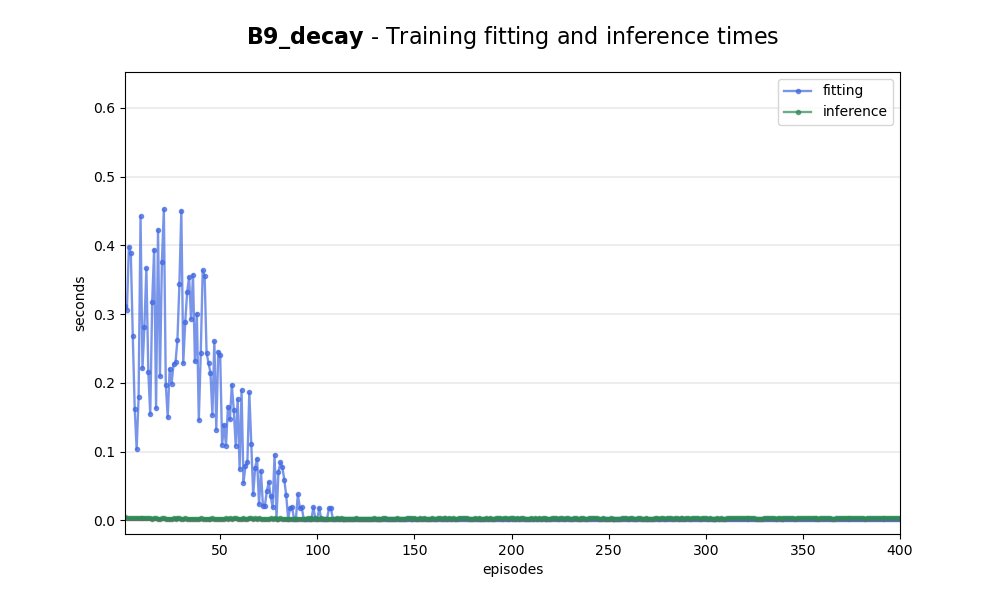 B9_decay - Training fitting and inference times
fitting
inference
seconds
0.6
0.5
0.4
0.3
0.2
0.1
0.0
50 100 150 200 250 300 350 400
episodes